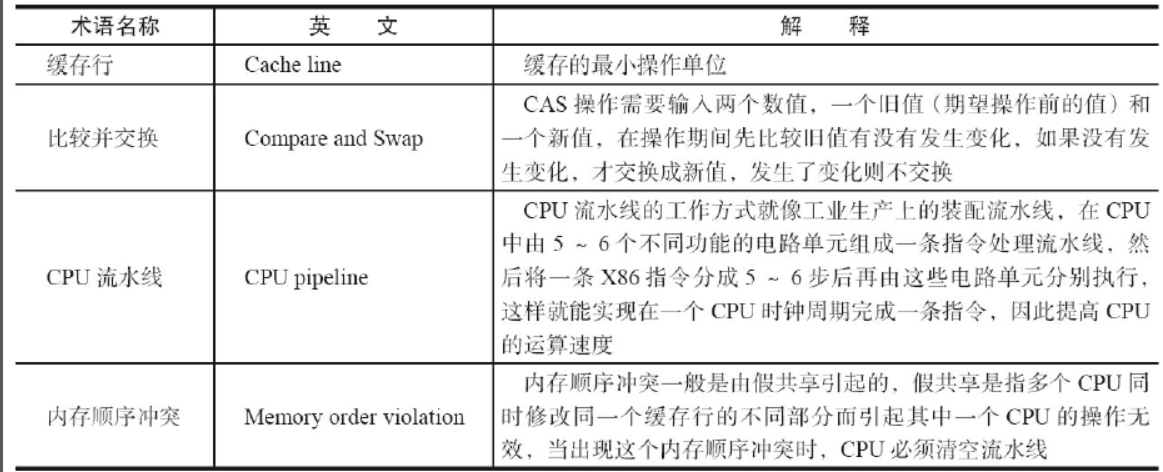 术语名称 英 文 解 释
缓存行 Cache line 缓存的最小操作单位
比较并交换 Compare and Swap CAS 操作需要输入两个数值，一个旧值（期望操作前的值）和
一个新值，在操作期间先比较旧值有没有发生变化，如果没有发
生变化，才交换成新值，发生了变化则不交换
CPU 流水线 CPU pipeline CPU 流水线的工作方式就像工业生产上的装配流水线，在 CPU
中由 5 ~ 6 个不同功能的电路单元组成一条指令处理流水线，然
后将一条 X86 指令分成 5 ~ 6 步后再由这些电路单元分别执行，
这样就能实现在一个 CPU 时钟周期完成一条指令，因此提高 CPU
的运算速度
内存顺序冲突 Memory order violation 内存顺序冲突一般是由假共享引起的，假共享是指多个 CPU 同
时修改同一个缓存行的不同部分而引起其中一个 CPU 的操作无
效，当出现这个内存顺序冲突时，CPU 必须清空流水线